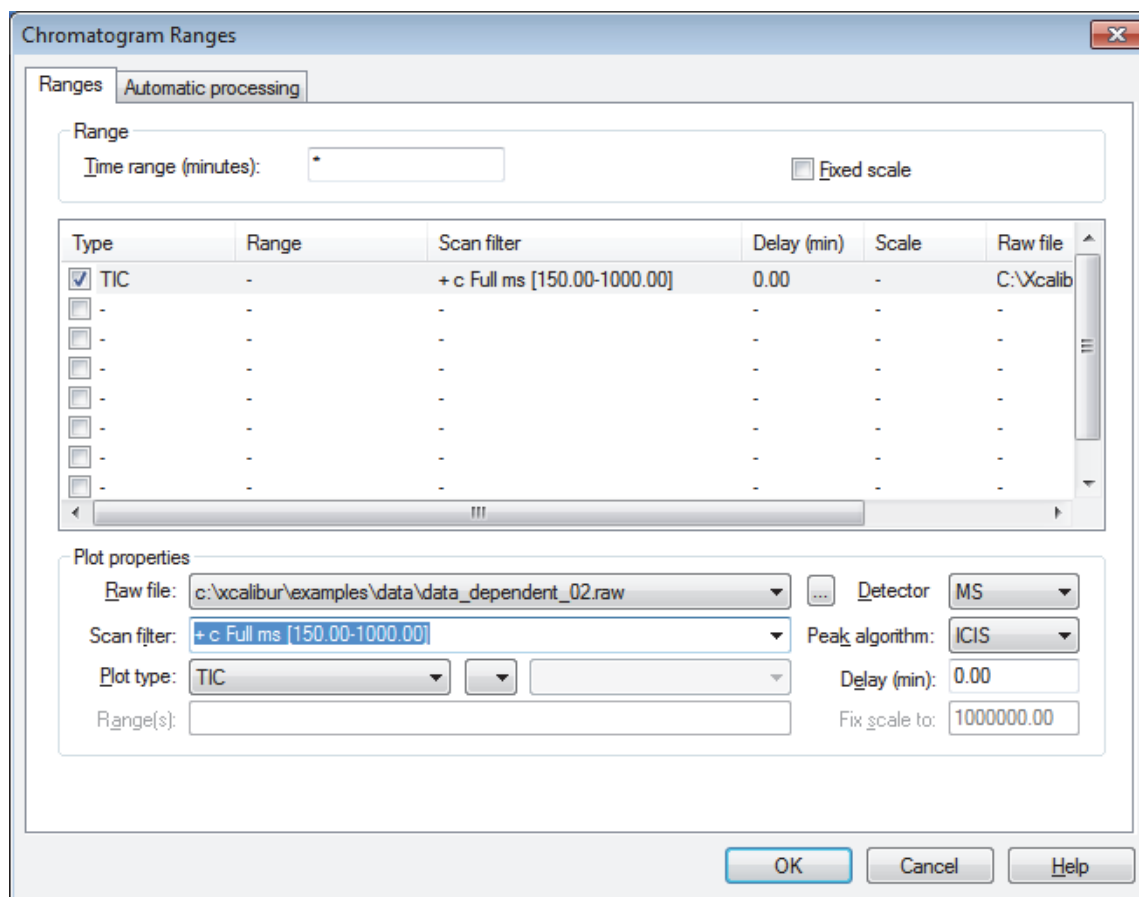 Chromatogram Ranges
Ranges Automatic processing
Range
Time range (minutes): * Fixed scale
Type Range Scan filter Delay (min) Scale Raw file
TIC - + c Full ms [150.00-1000.00] 0.00 - C:\Xcalib
- - - - - -
- - - - - -
- - - - - -
- - - - - -
- - - - - -
- - - - - -
- - - - - -
Plot properties
Raw file: c:\xcalibur\examples\data\data_dependent_02.raw ... Detector MS
Scan filter: + c Full ms [150.00-1000.00] Peak algorithm: ICIS
Plot type: TIC Delay (min): 0.00
Range(s): Fix scale to: 1000000.00
OK Cancel Help